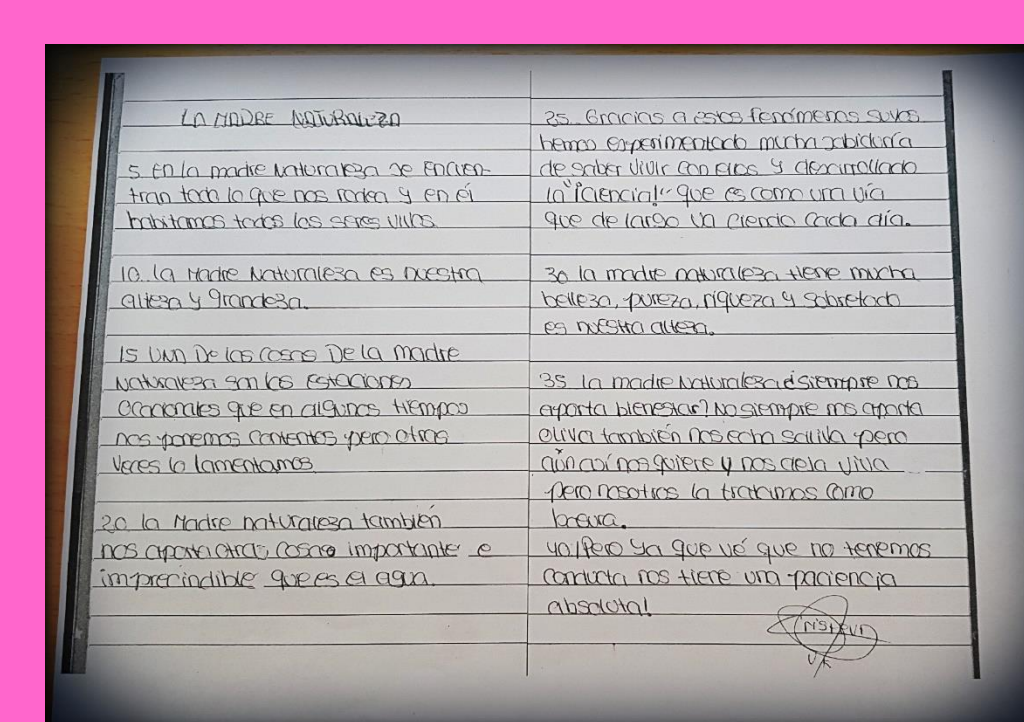 LA MADRE NATURALEZA
5. En la madre Naturaleza se encuen-
tran todo lo que nos rodea y en él
habitamos todos los seres vivos.
10. La Madre Naturaleza es nuestra
alteza y grandeza.
15 UNA De las cosas De la madre
Naturaleza son las Estaciones
ocacionales que en algunos tiempos
nos ponemos contentos pero otras
veces lo lamentamos
20. la Madre naturaleza también
nos aporta otras cosas importante e
imprecindible que es el agua.
25. Gracias a estos fenómenos suyos
hemos experimentado mucha sabiduría
de saber vivir con ellos y desarrollado
la "¡ciencia!" que es como una vía
que de largo va creciendo cada día.
30 la madre naturaleza tiene mucha
belleza, pureza, riqueza y sobretodo
es nuestra alteza.
35. la madre Naturaleza ¿siempre nos
aporta bienestar? No siempre nos aporta
oliva también nos echa saliva pero
aún así nos quiere y nos deja viva
pero nosotros la tratamos como
basura.
40. ¡Pero ya que vé que no tenemos
conducta nos tiene una paciencia
absoluta!